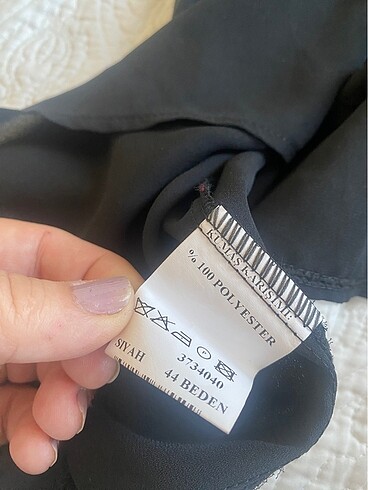 KUMAŞ KARIŞIMI:
% 100 POLYESTER
3734040
SİYAH 44 BEDEN